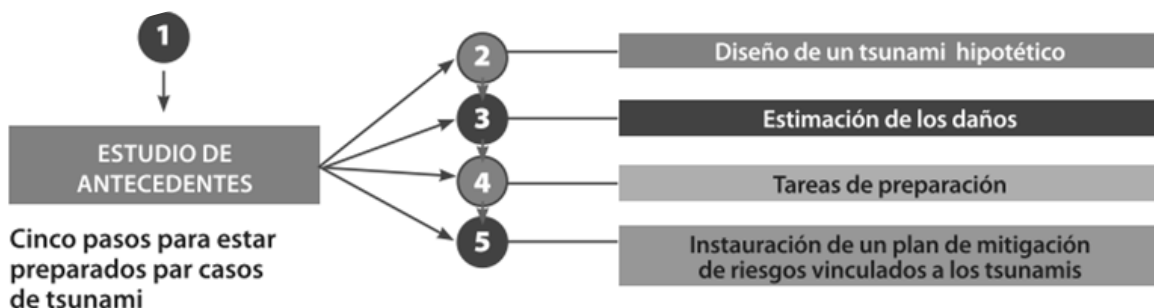 1
ESTUDIO DE
ANTECEDENTES
Cinco pasos para estar
preparados par casos
de tsunami
2
Diseño de un tsunami hipotético
3
Estimación de los daños
4
Tareas de preparación
5
Instauración de un plan de mitigación
de riesgos vinculados a los tsunamis